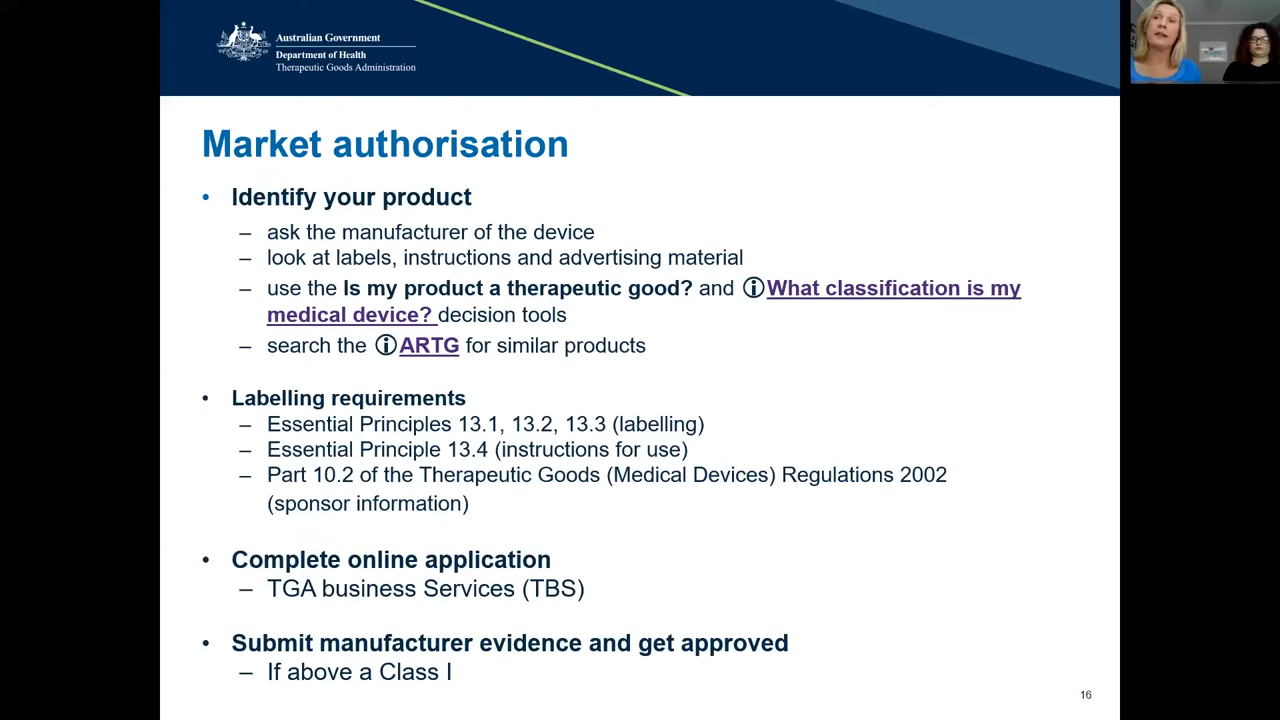 Australian Government
Department of Health
Therapeutic Goods Administration
Market authorisation
• Identify your product
– ask the manufacturer of the device
– look at labels, instructions and advertising material
– use the Is my product a therapeutic good? and ⓘWhat classification is my
medical device? decision tools
– search the ⓘARTG for similar products
• Labelling requirements
– Essential Principles 13.1, 13.2, 13.3 (labelling)
– Essential Principle 13.4 (instructions for use)
– Part 10.2 of the Therapeutic Goods (Medical Devices) Regulations 2002
(sponsor information)
• Complete online application
– TGA business Services (TBS)
• Submit manufacturer evidence and get approved
– If above a Class I
16